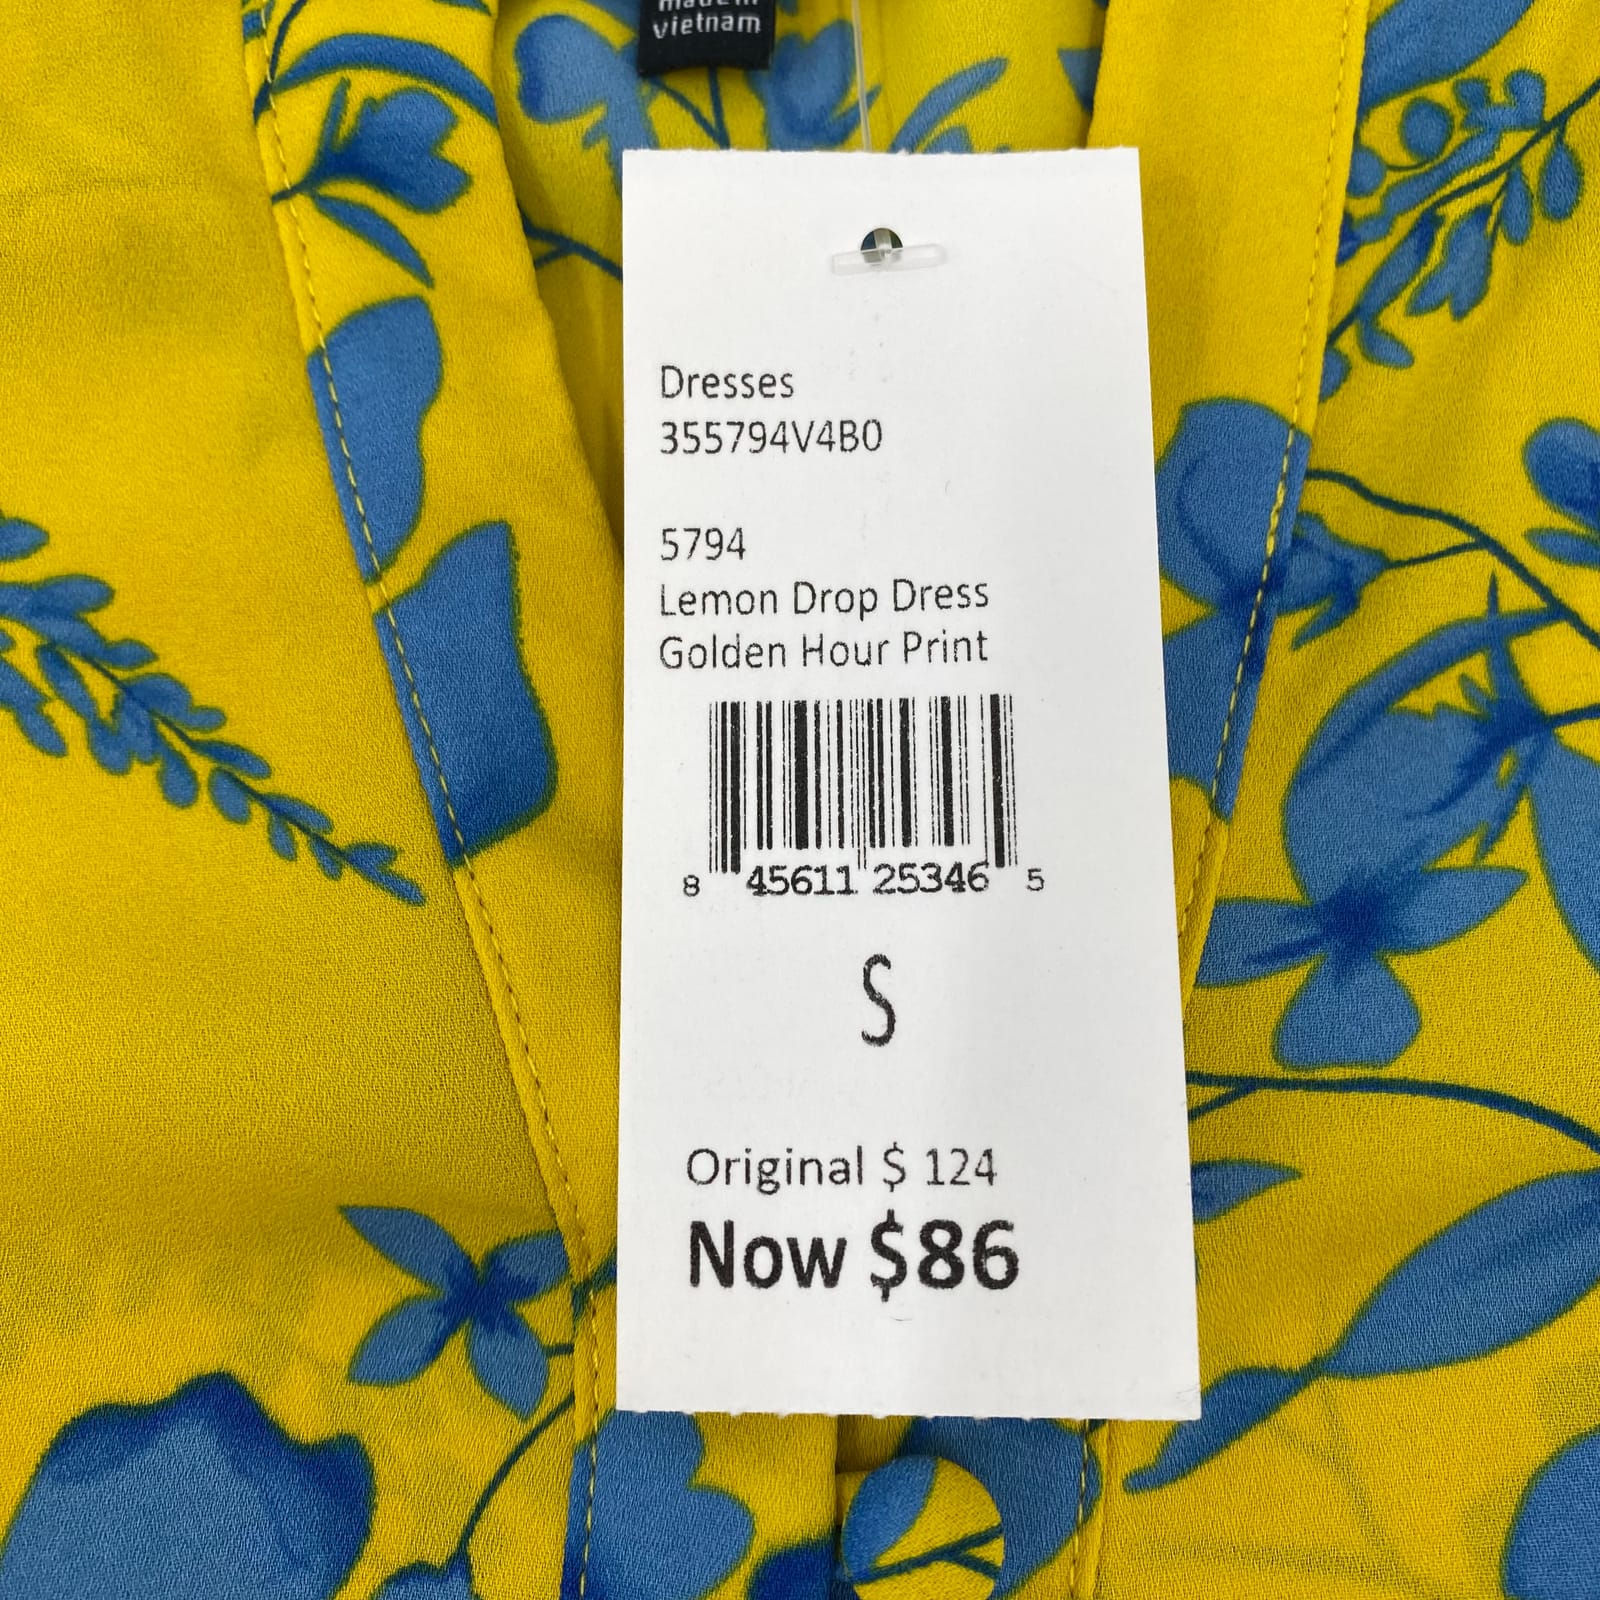 vietnam
Dresses
355794V4B0
5794
Lemon Drop Dress
Golden Hour Print
8 45611 25346 5
S
Original $ 124
Now $86